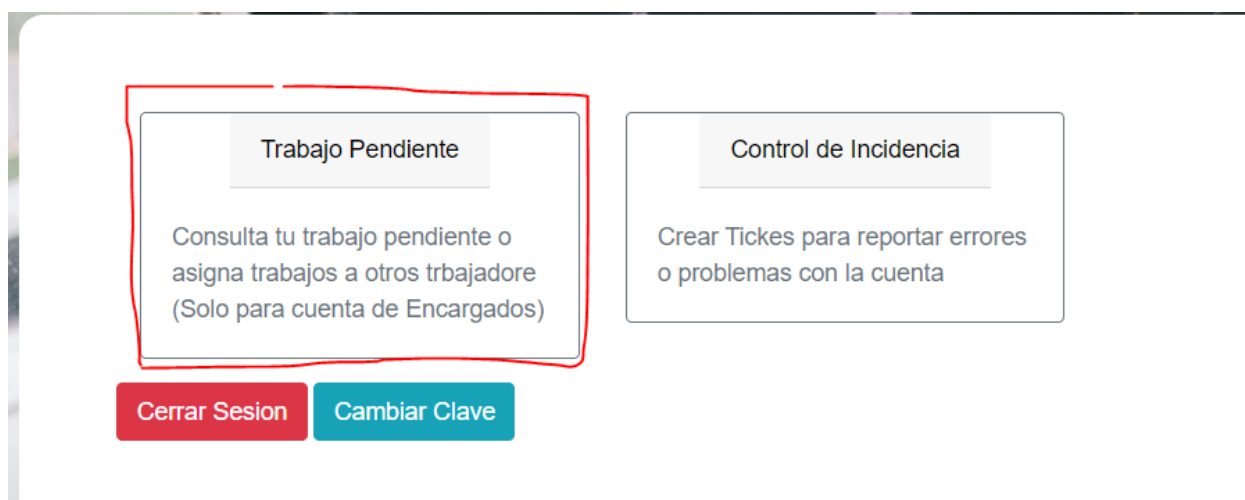 Trabajo Pendiente
Consulta tu trabajo pendiente o
asigna trabajos a otros trbajadore
(Solo para cuenta de Encargados)
Control de Incidencia
Crear Tickes para reportar errores
o problemas con la cuenta
Cerrar Sesion
Cambiar Clave